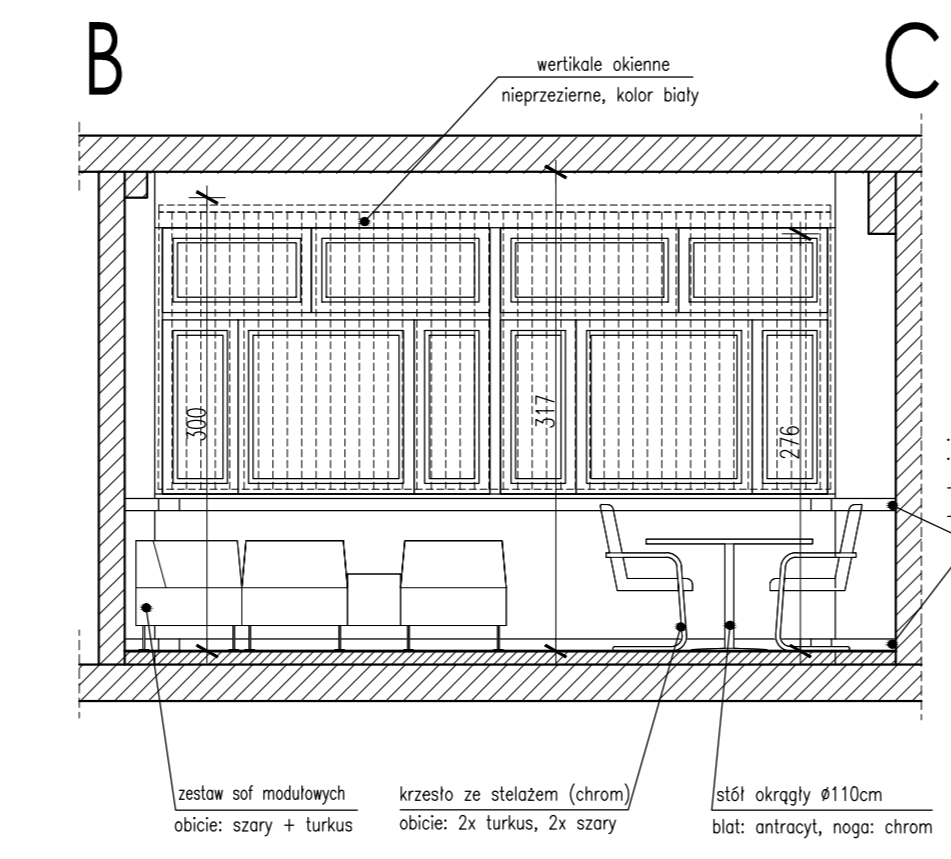 B
C
wertikale okienne
nieprzezierne, kolor biały
300
317
276
zestaw sof modułowych
obicie: szary + turkus
krzesło ze stelażem (chrom)
obicie: 2x turkus, 2x szary
stół okrągły ø110cm
blat: antracyt, noga: chrom